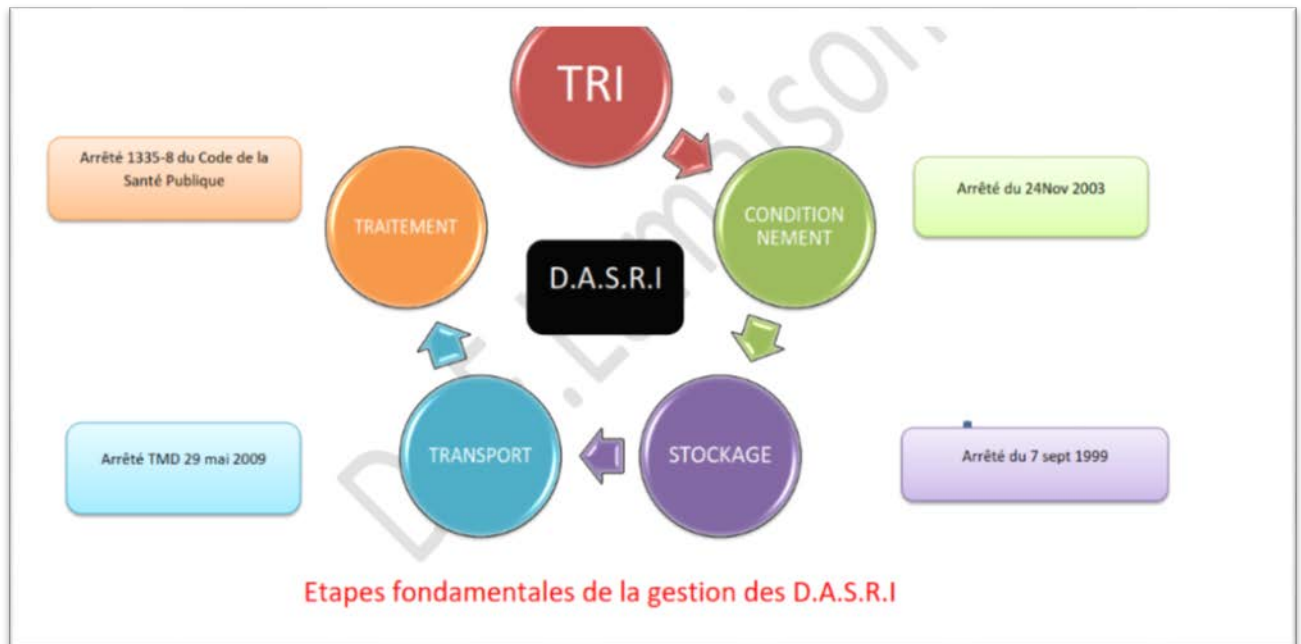 TRI
Arrêté 1335-8 du Code de la
Santé Publique
TRAITEMENT
CONDITION
NEMENT
Arrêté du 24Nov 2003
D.A.S.R.I
Arrêté TMD 29 mai 2009
TRANSPORT
STOCKAGE
Arrêté du 7 sept 1999
Etapes fondamentales de la gestion des D.A.S.R.I